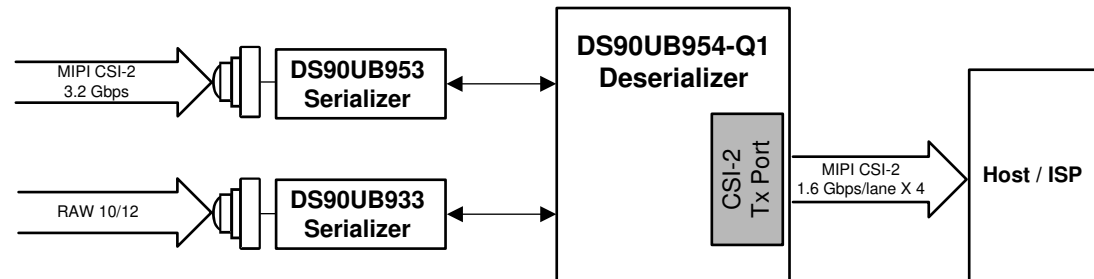 MIPI CSI-2
3.2 Gbps
DS90UB953
Serializer
RAW 10/12
DS90UB933
Serializer
DS90UB954-Q1
Deserializer
CSI-2
Tx Port
MIPI CSI-2
1.6 Gbps/lane X 4
Host / ISP